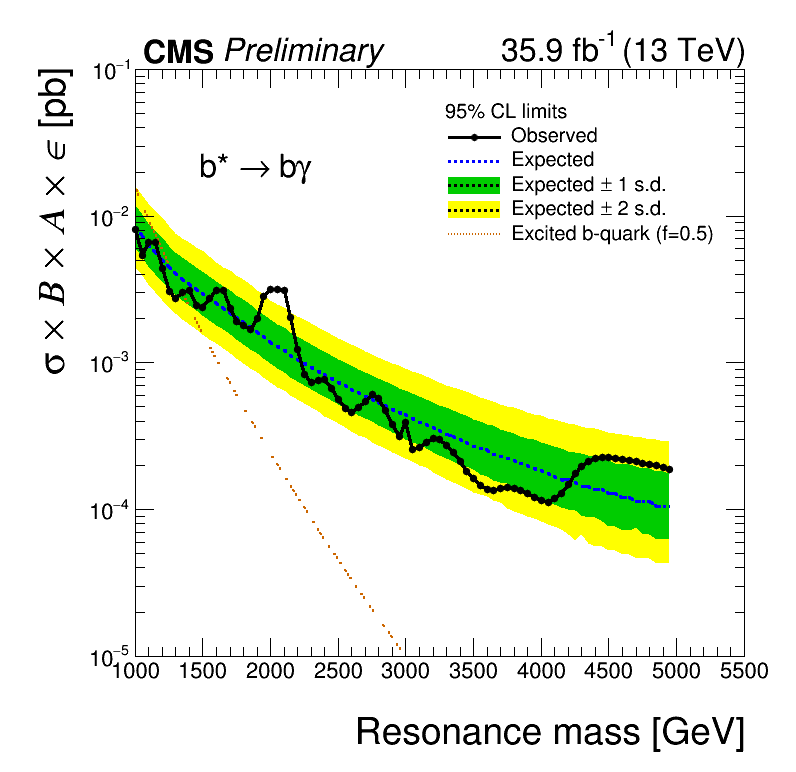 CMS Preliminary 35.9 fb⁻¹ (13 TeV)
σ × B × A × ϵ [pb]
10⁻¹
10⁻²
10⁻³
10⁻⁴
10⁻⁵
b* → bγ
95% CL limits
Observed
Expected
Expected ± 1 s.d.
Expected ± 2 s.d.
Excited b-quark (f=0.5)
1000 1500 2000 2500 3000 3500 4000 4500 5000 5500
Resonance mass [GeV]